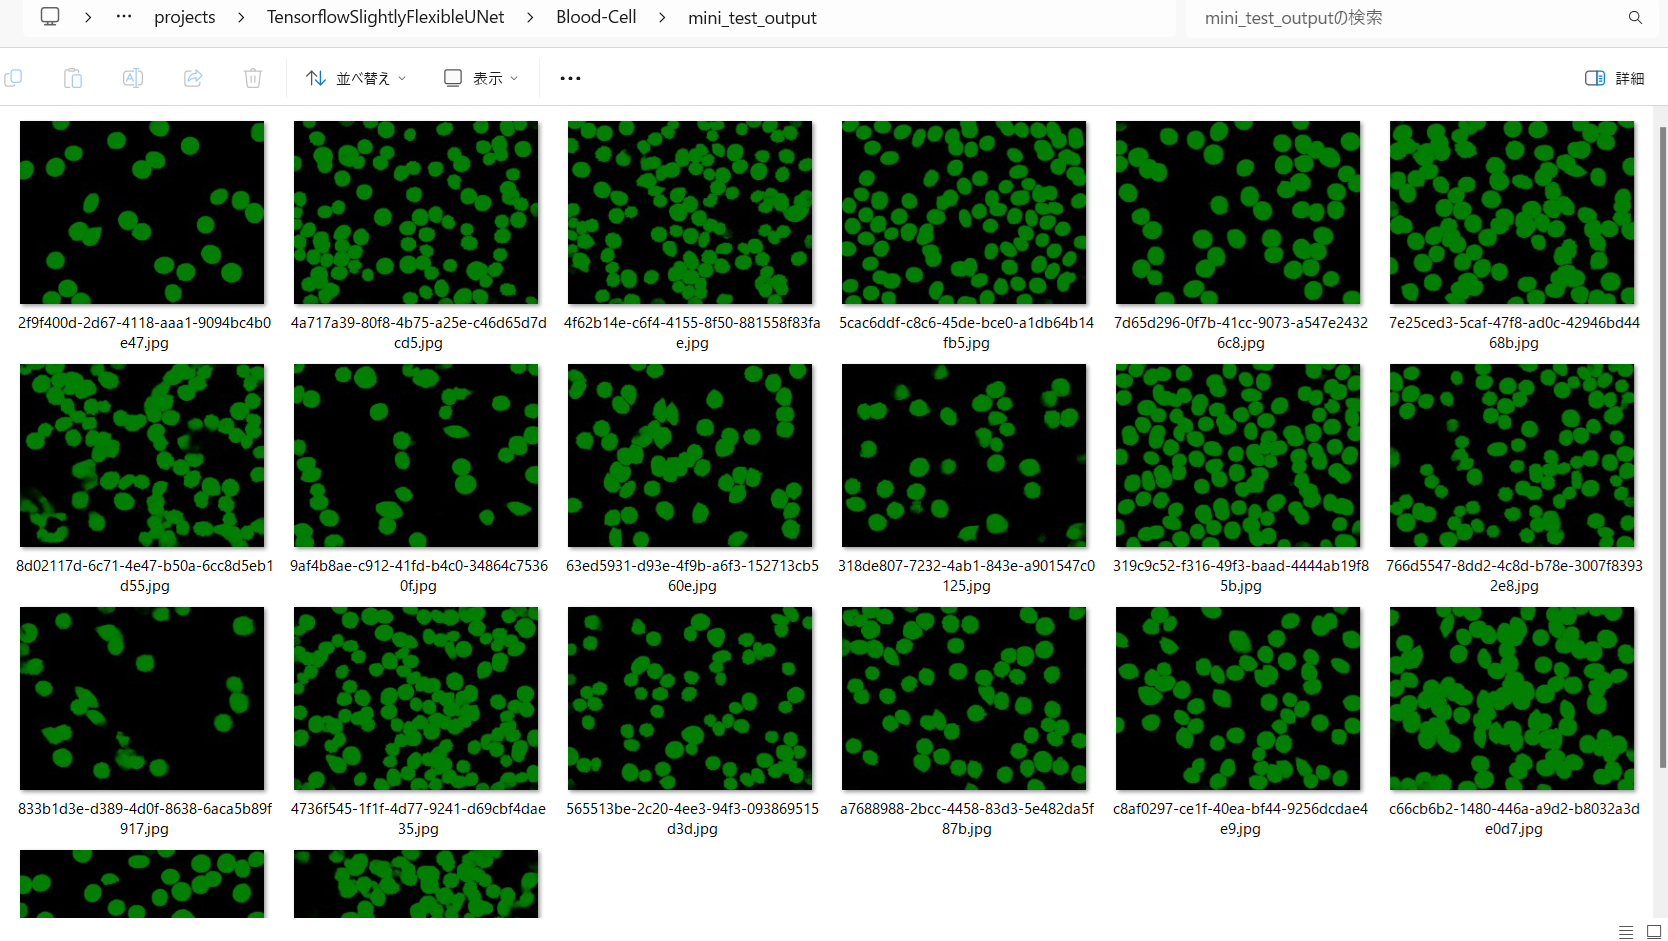 projects > TensorflowSlightlyFlexibleUNet > Blood-Cell > mini_test_output
mini_test_outputの検索
並べ替え
表示
詳細
2f9f400d-2d67-4118-aaa1-9094bc4b0
e47.jpg
4a717a39-80f8-4b75-a25e-c46d65d7d
cd5.jpg
4f62b14e-c6f4-4155-8f50-881558f83fa
e.jpg
5cac6ddf-c8c6-45de-bce0-a1db64b14
fb5.jpg
7d65d296-0f7b-41cc-9073-a547e2432
6c8.jpg
7e25ced3-5caf-47f8-ad0c-42946bd44
68b.jpg
8d02117d-6c71-4e47-b50a-6cc8d5eb1
d55.jpg
9af4b8ae-c912-41fd-b4c0-34864c7536
0f.jpg
63ed5931-d93e-4f9b-a6f3-152713cb5
60e.jpg
318de807-7232-4ab1-843e-a901547c0
125.jpg
319c9c52-f316-49f3-baad-4444ab19f8
5b.jpg
766d5547-8dd2-4c8d-b78e-3007f8393
2e8.jpg
833b1d3e-d389-4d0f-8638-6aca5b89f
917.jpg
4736f545-1f1f-4d77-9241-d69cbf4dae
35.jpg
565513be-2c20-4ee3-94f3-093869515
d3d.jpg
a7688988-2bcc-4458-83d3-5e482da5f
87b.jpg
c8af0297-ce1f-40ea-bf44-9256dcdae4
e9.jpg
c66cb6b2-1480-446a-a9d2-b8032a3d
e0d7.jpg